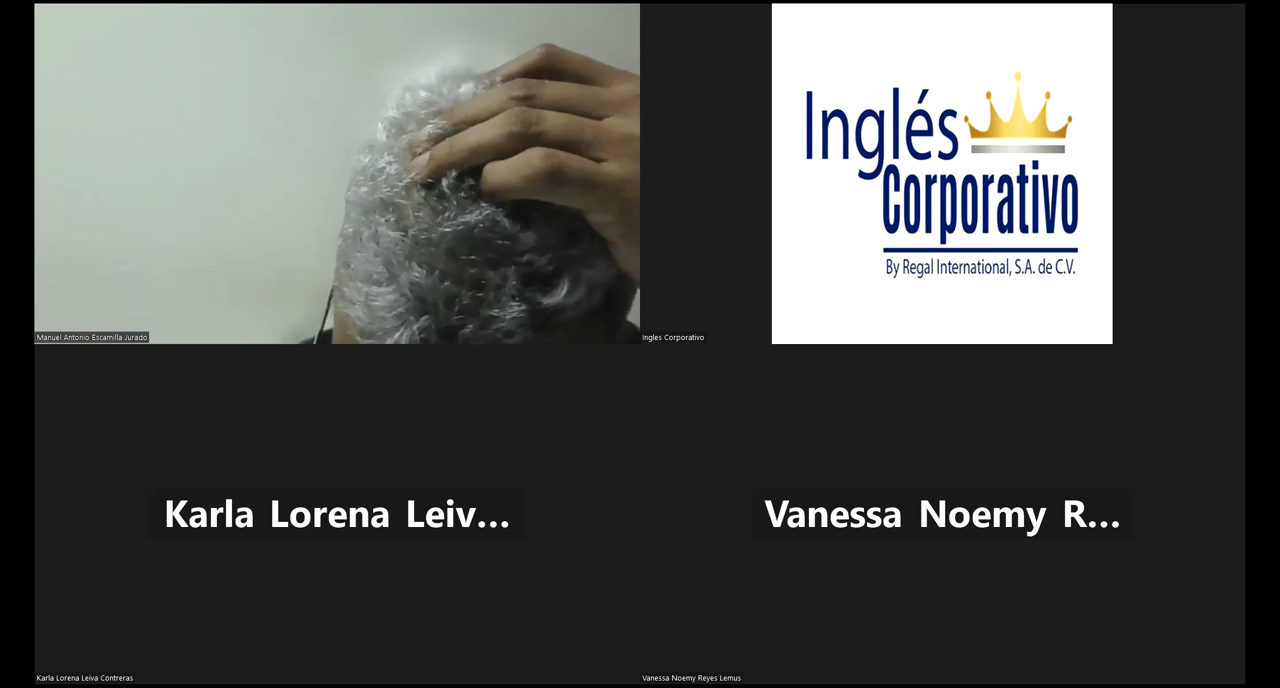 Inglés
Corporativo
By Regal International, S.A. de C.V.
Manuel Antonio Escamilla Jurado
Ingles Corporativo
Karla Lorena Leiv...
Vanessa Noemy R...
Karla Lorena Leiva Contreras
Vanessa Noemy Reyes Lemus